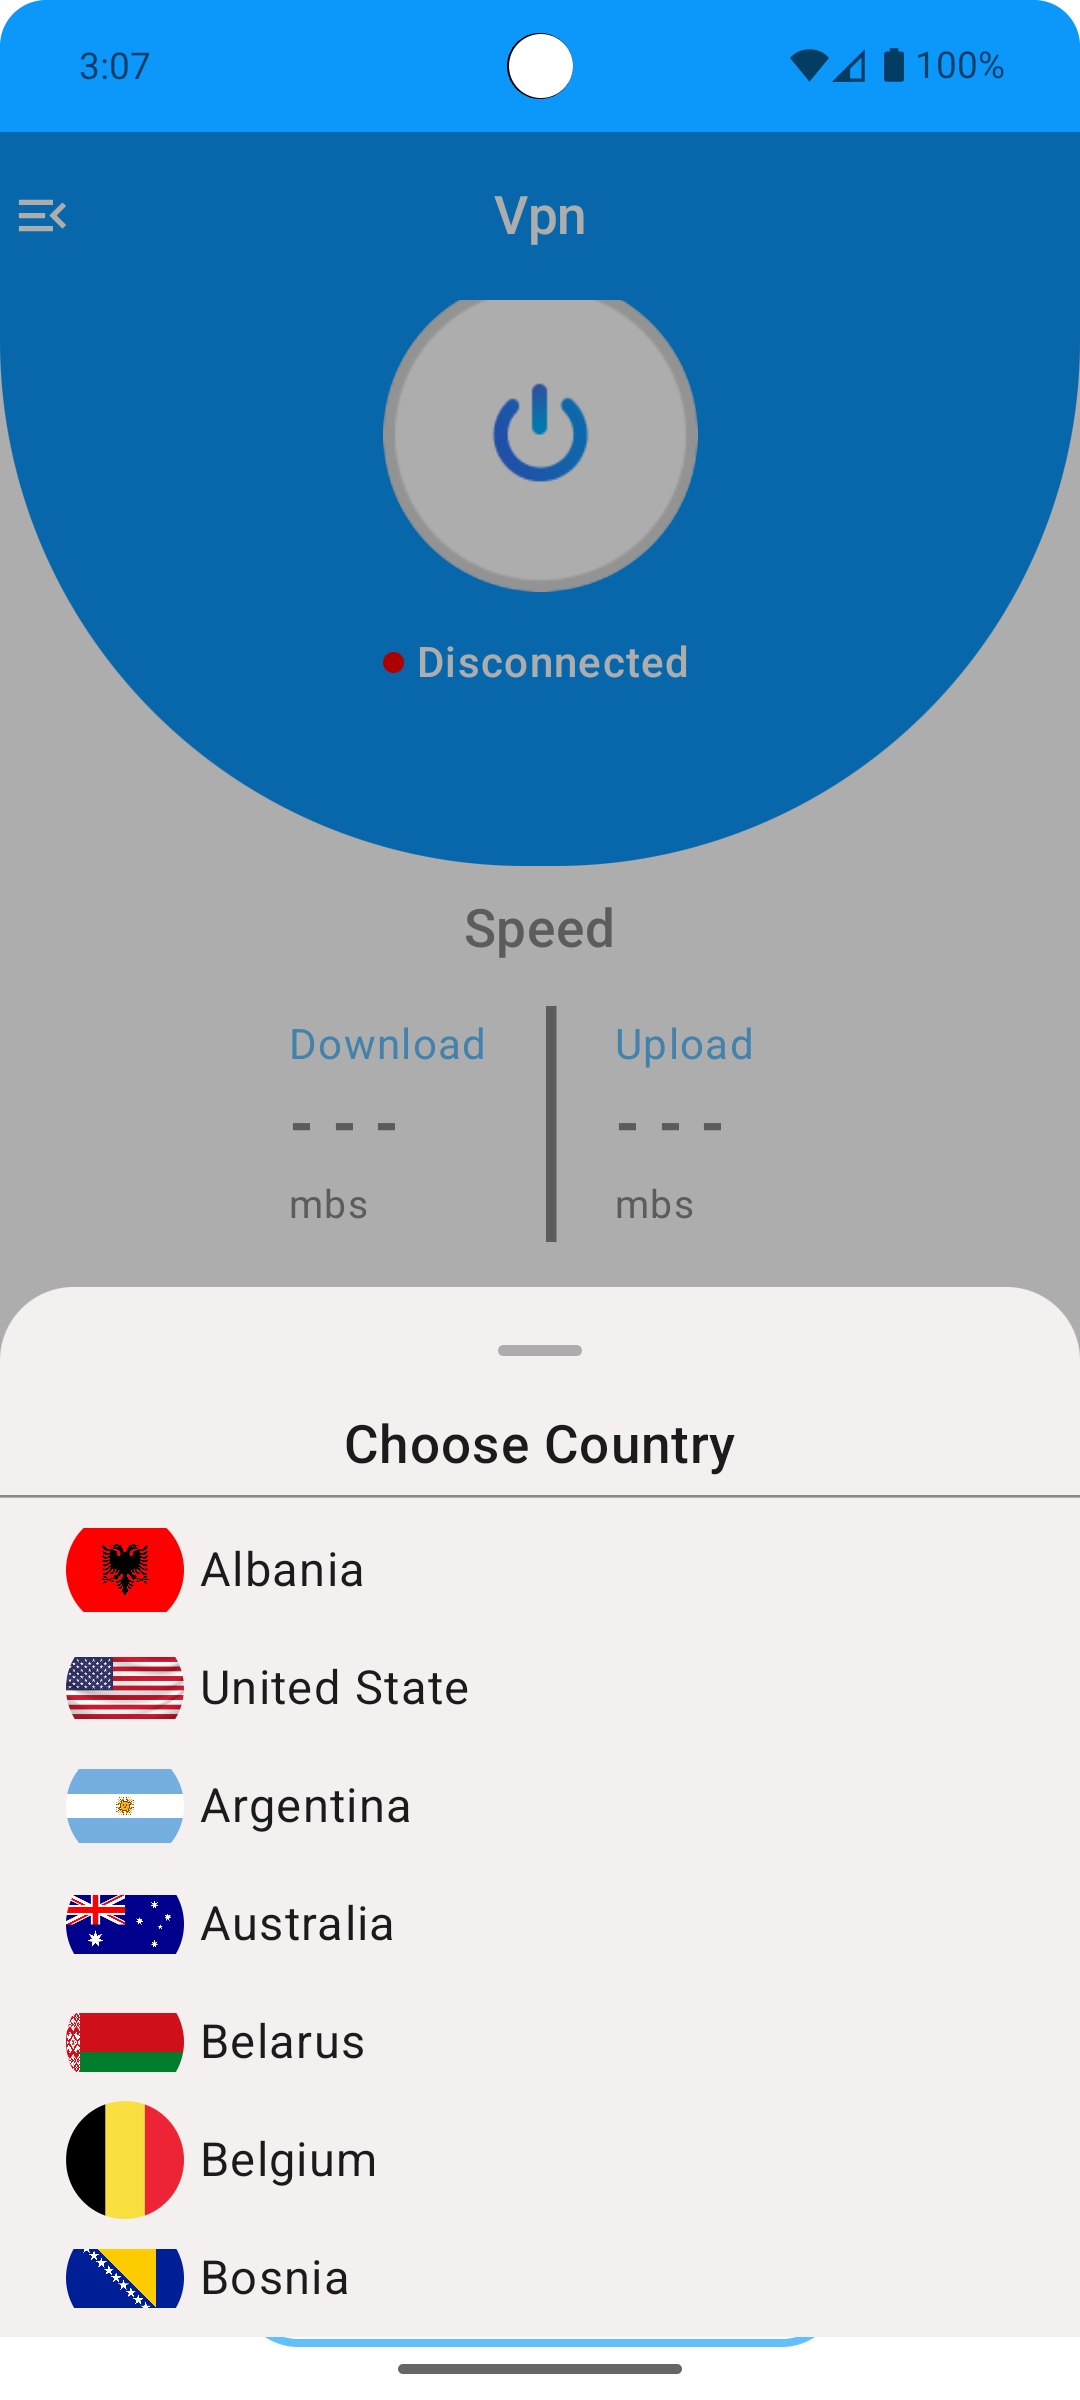 3:07
100%
Vpn
Disconnected
Speed
Download
Upload
- - -
- - -
mbs
mbs
Choose Country
Albania
United State
Argentina
Australia
Belarus
Belgium
Bosnia